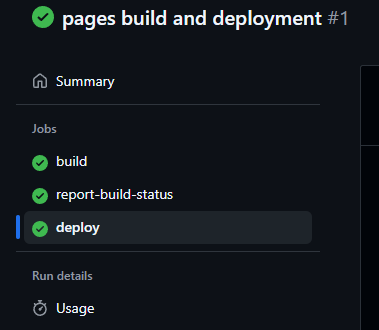 pages build and deployment #1
Summary
Jobs
build
report-build-status
deploy
Run details
Usage